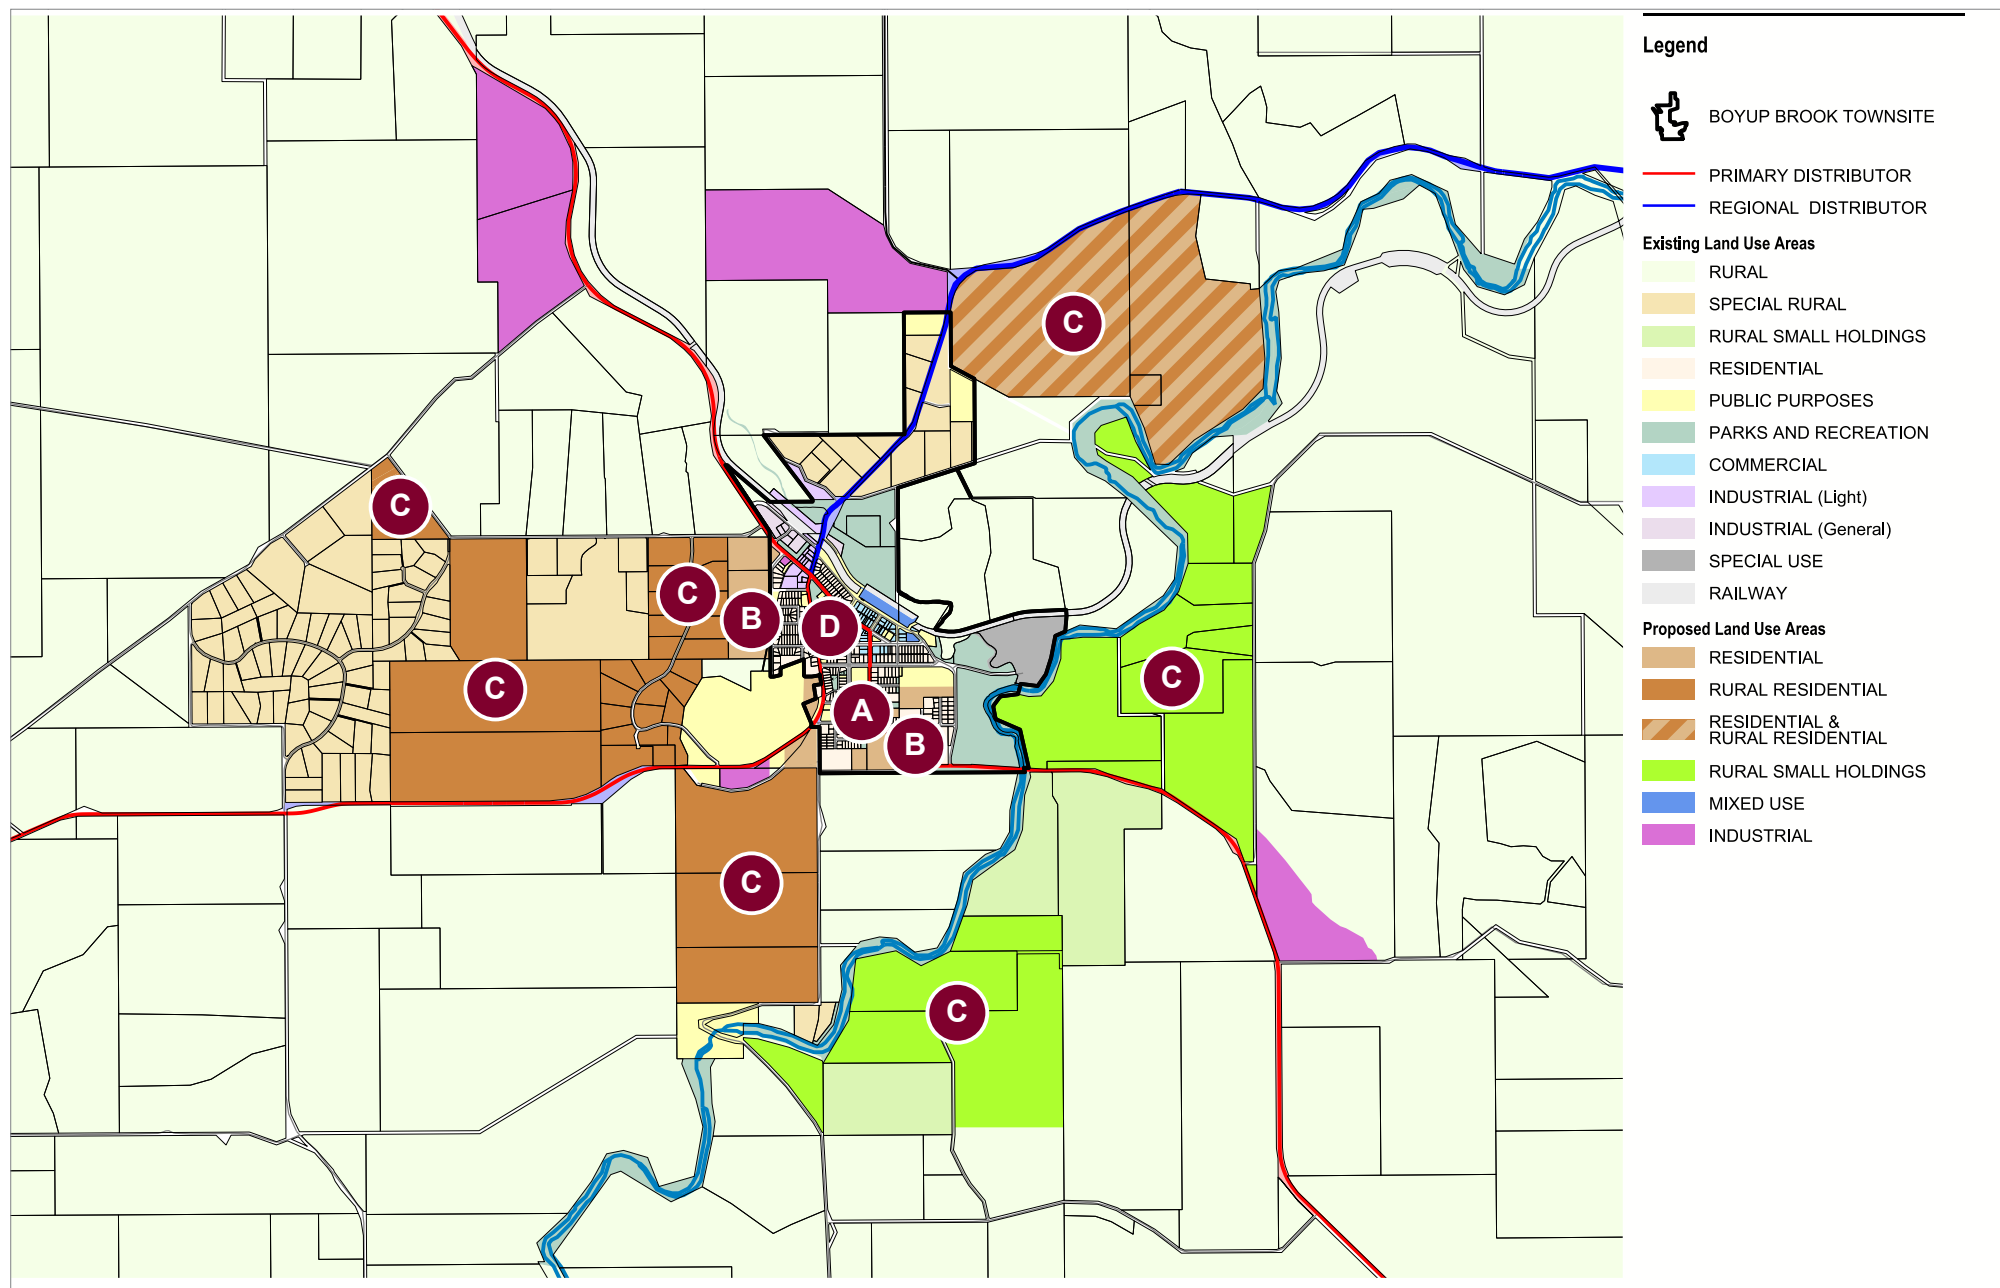 Legend
BOYUP BROOK TOWNSITE
PRIMARY DISTRIBUTOR
REGIONAL DISTRIBUTOR
Existing Land Use Areas
RURAL
SPECIAL RURAL
RURAL SMALL HOLDINGS
RESIDENTIAL
PUBLIC PURPOSES
PARKS AND RECREATION
COMMERCIAL
INDUSTRIAL (Light)
INDUSTRIAL (General)
SPECIAL USE
RAILWAY
Proposed Land Use Areas
RESIDENTIAL
RURAL RESIDENTIAL
RESIDENTIAL &
RURAL RESIDENTIAL
RURAL SMALL HOLDINGS
MIXED USE
INDUSTRIAL
C
C
C
B
D
C
C
A
B
C
C